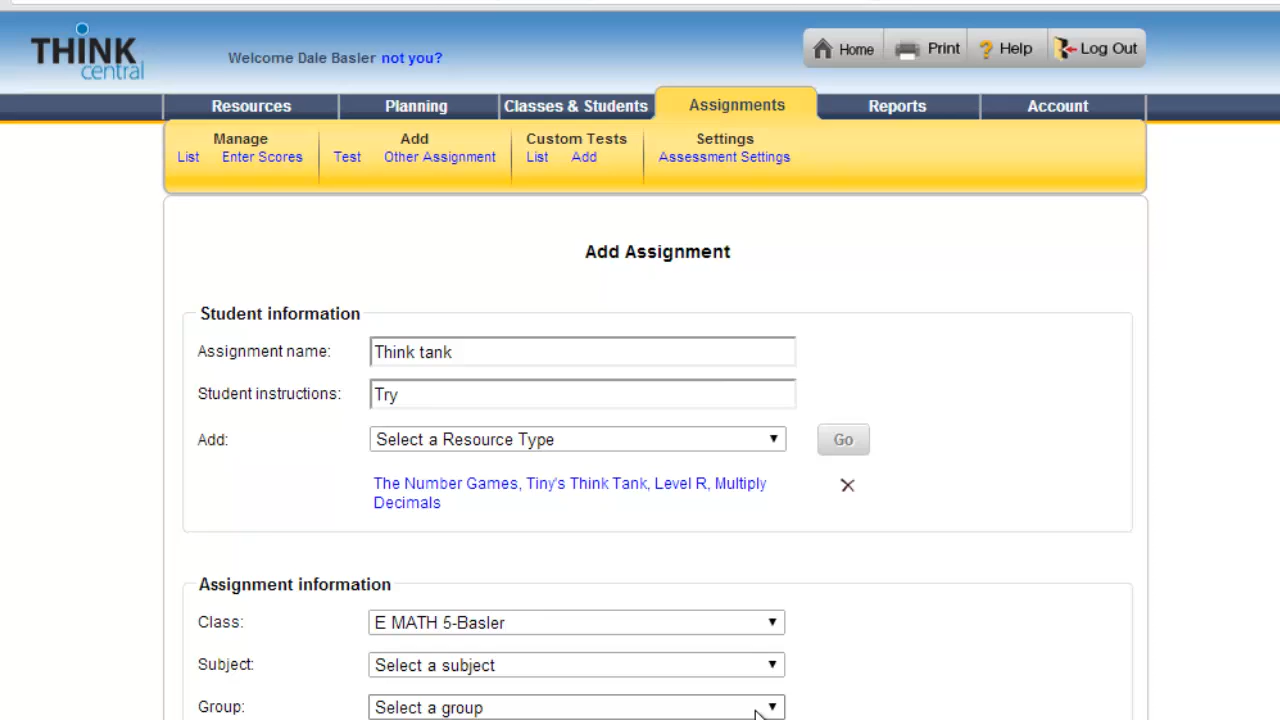 THINK central
Welcome Dale Basler not you?
Home Print Help Log Out
Resources Planning Classes & Students Assignments Reports Account
Manage Add Custom Tests Settings
List Enter Scores Test Other Assignment List Add Assessment Settings
Add Assignment
Student information
Assignment name: Think tank
Student instructions: Try
Add: Select a Resource Type Go
The Number Games, Tiny's Think Tank, Level R, Multiply
Decimals
Assignment information
Class: E MATH 5-Basler
Subject: Select a subject
Group: Select a group